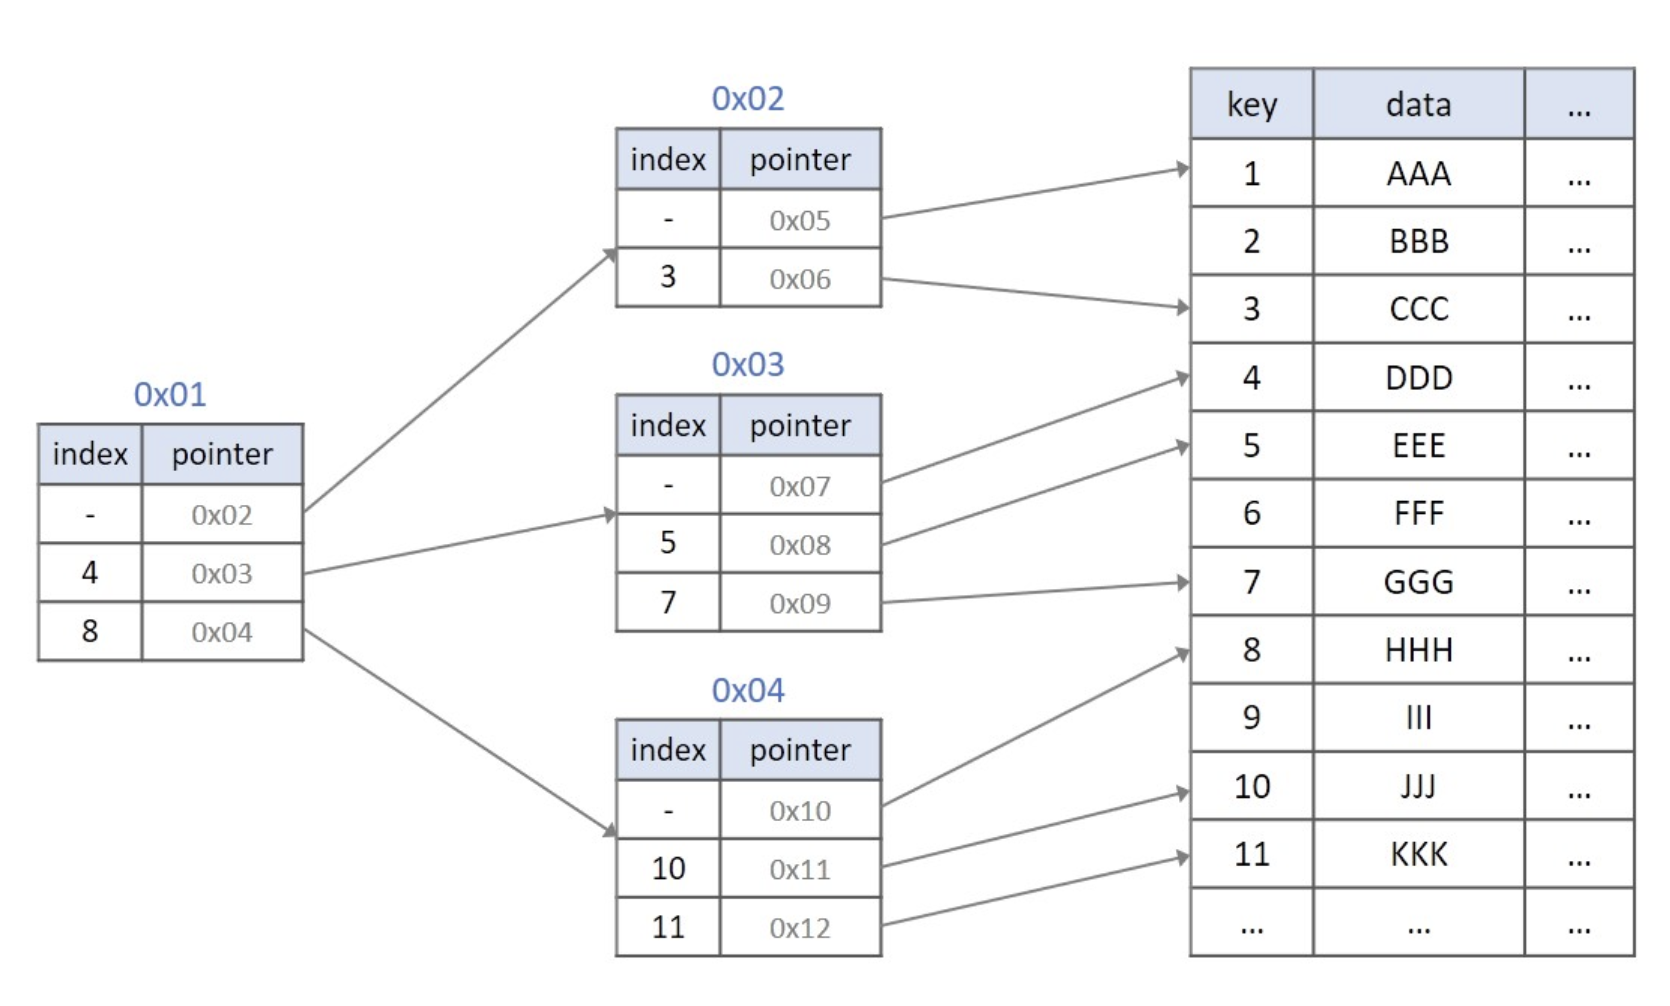 0x01
index pointer
- 0x02
4 0x03
8 0x04
0x02
index pointer
- 0x05
3 0x06
0x03
index pointer
- 0x07
5 0x08
7 0x09
0x04
index pointer
- 0x10
10 0x11
11 0x12
key data ...
1 AAA ...
2 BBB ...
3 CCC ...
4 DDD ...
5 EEE ...
6 FFF ...
7 GGG ...
8 HHH ...
9 III ...
10 JJJ ...
11 KKK ...
... ... ...